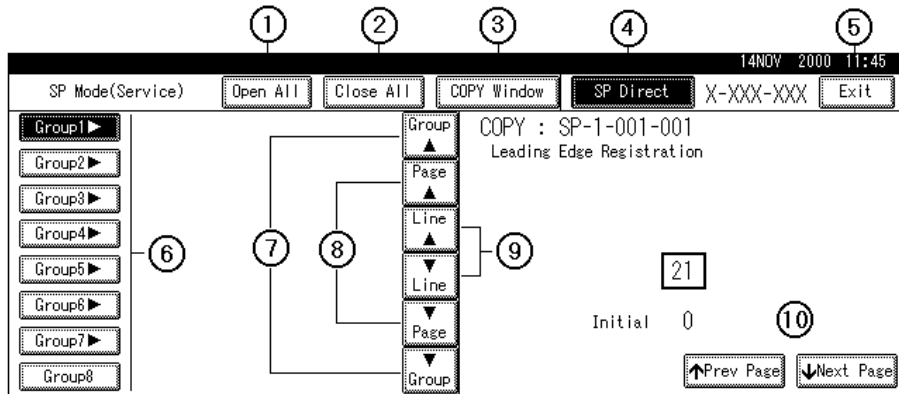 ① ② ③ ④ ⑤
14NOV 2000 11:45
SP Mode(Service) Open All Close All COPY Window SP Direct X-XXX-XXX Exit
Group1▶
Group2▶
Group3▶
Group4▶
Group5▶
Group6▶
Group7▶
Group8
⑥
⑦
⑧
Group
▲
Page
▲
Line
▲
▼
Line
▼
Page
▼
Group
⑨
COPY : SP-1-001-001
Leading Edge Registration
21
Initial 0
⑩
↑Prev Page ↓Next Page